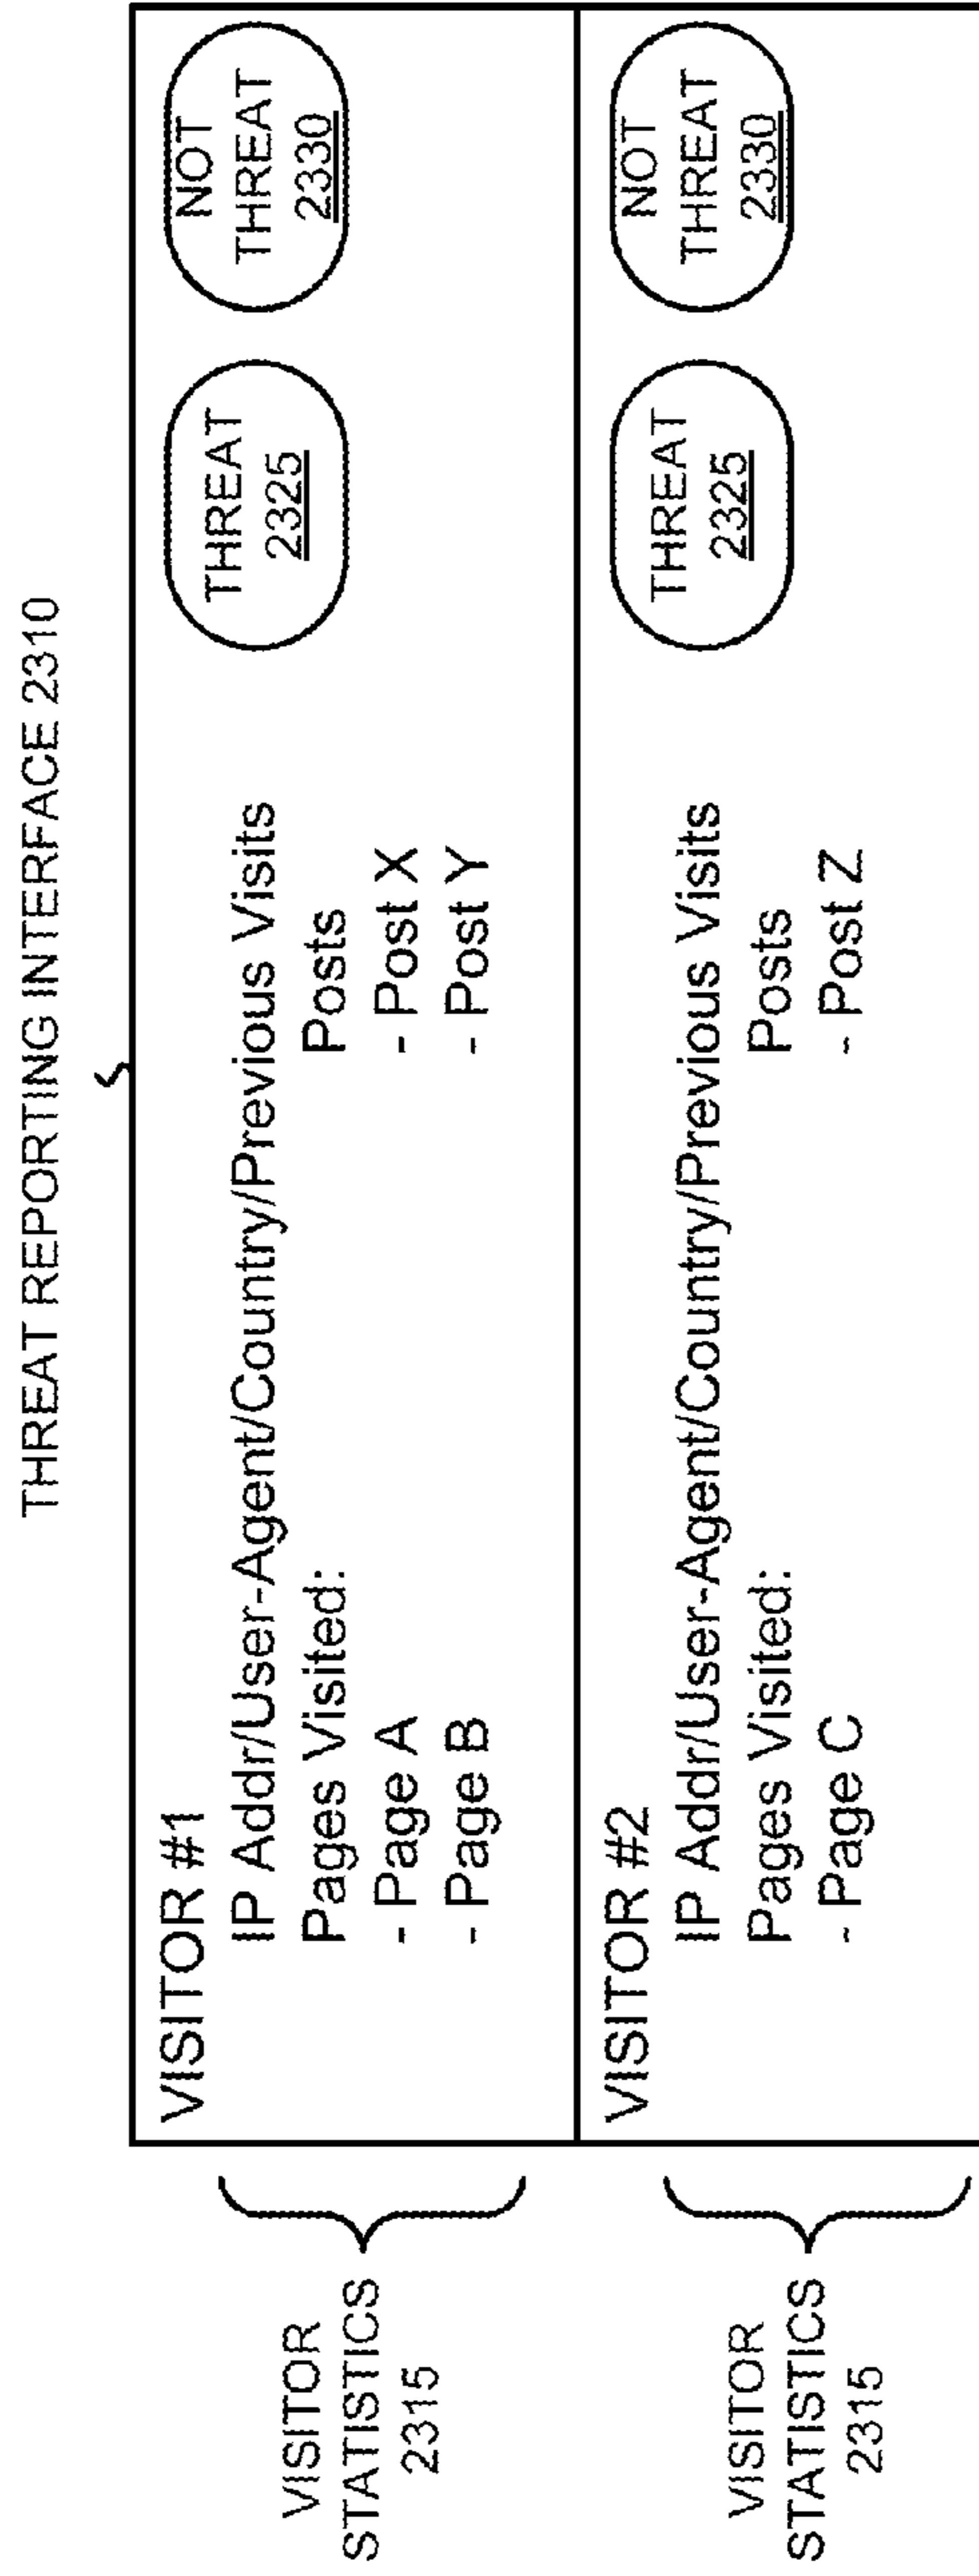 THREAT REPORTING INTERFACE 2310
VISITOR #1
IP Addr/User-Agent/Country/Previous Visits
Pages Visited:
- Page A
- Page B
Posts
- Post X
- Post Y
THREAT
2325
NOT
THREAT
2330
VISITOR
STATISTICS
2315
VISITOR #2
IP Addr/User-Agent/Country/Previous Visits
Pages Visited:
- Page C
Posts
- Post Z
THREAT
2325
NOT
THREAT
2330
VISITOR
STATISTICS
2315